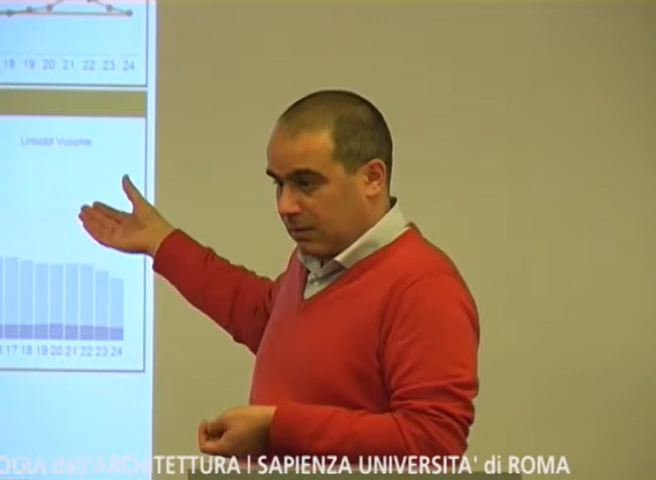 18 19 20 21 22 23 24
Umidità Volume
17 18 19 20 21 22 23 24
OGIA dell'ARCHITETTURA | SAPIENZA UNIVERSITA' di ROMA